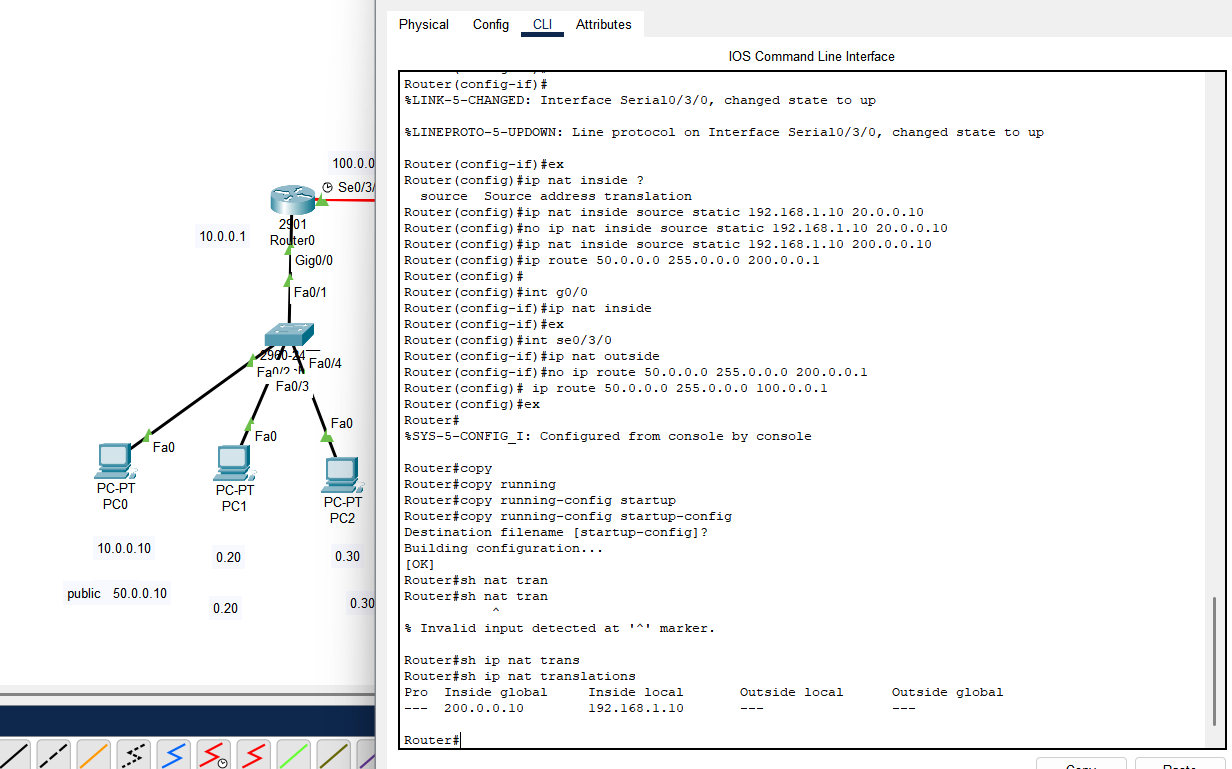 Physical Config CLI Attributes
IOS Command Line Interface
Router(config-if)#
%LINK-5-CHANGED: Interface Serial0/3/0, changed state to up
%LINEPROTO-5-UPDOWN: Line protocol on Interface Serial0/3/0, changed state to up
Router(config-if)#ex
Router(config)#ip nat inside ?
source Source address translation
Router(config)#ip nat inside source static 192.168.1.10 20.0.0.10
Router(config)#no ip nat inside source static 192.168.1.10 20.0.0.10
Router(config)#ip nat inside source static 192.168.1.10 200.0.0.10
Router(config)#ip route 50.0.0.0 255.0.0.0 200.0.0.1
Router(config)#
Router(config)#int g0/0
Router(config-if)#ip nat inside
Router(config-if)#ex
Router(config)#int se0/3/0
Router(config-if)#ip nat outside
Router(config-if)#no ip route 50.0.0.0 255.0.0.0 200.0.0.1
Router(config)# ip route 50.0.0.0 255.0.0.0 100.0.0.1
Router(config)#ex
Router#
%SYS-5-CONFIG_I: Configured from console by console
Router#copy
Router#copy running
Router#copy running-config startup
Router#copy running-config startup-config
Destination filename [startup-config]?
Building configuration...
[OK]
Router#sh nat tran
Router#sh nat tran
^
% Invalid input detected at '^' marker.
Router#sh ip nat trans
Router#sh ip nat translations
Pro Inside global Inside local Outside local Outside global
--- 200.0.0.10 192.168.1.10 --- ---
Router#
100.0.0
Se0/3/
2901
Router0
10.0.0.1
Gig0/0
Fa0/1
2960-24
Fa0/4
Fa0/2
Fa0/3
Fa0
Fa0
Fa0
PC-PT
PC0
PC-PT
PC1
PC-PT
PC2
10.0.0.10
0.20
0.30
public 50.0.0.10
0.20
0.30